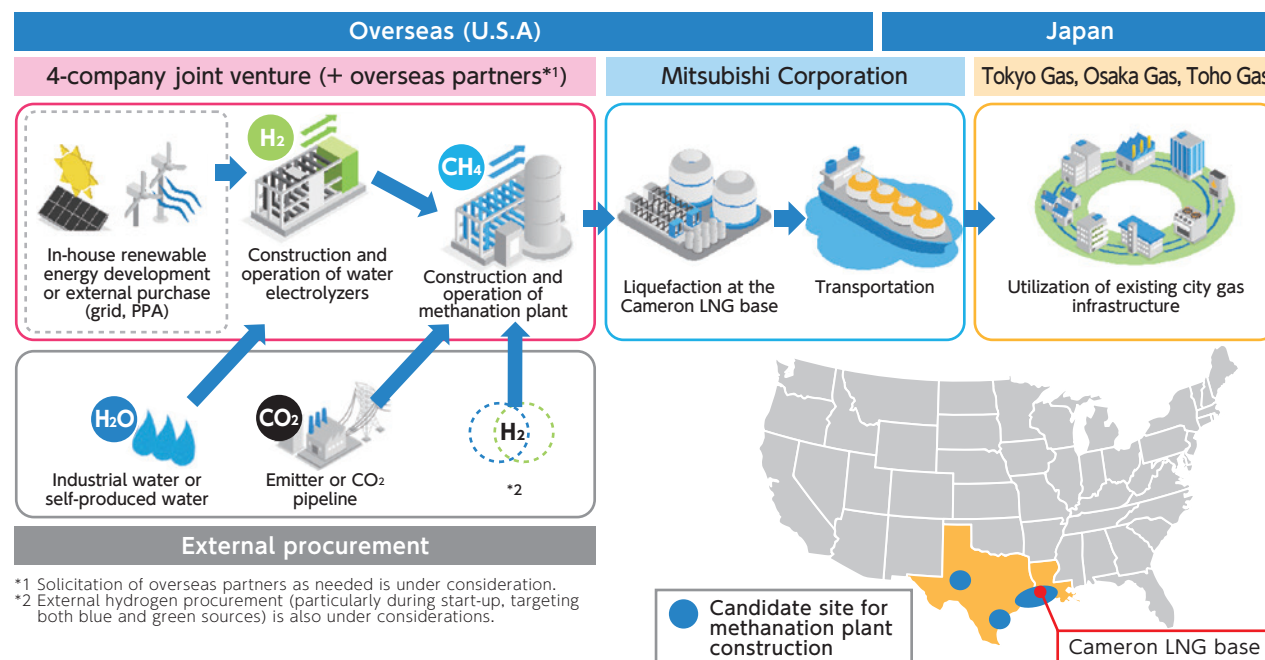 Overseas (U.S.A)
Japan
4-company joint venture (+ overseas partners*1)
Mitsubishi Corporation
Tokyo Gas, Osaka Gas, Toho Gas
H2
CH4
In-house renewable
energy development
or external purchase
(grid, PPA)
Construction and
operation of water
electrolyzers
Construction and
operation of
methanation plant
Liquefaction at the
Cameron LNG base
Transportation
Utilization of existing city gas
infrastructure
H2O
CO2
H2
Industrial water or
self-produced water
Emitter or CO2
pipeline
*2
External procurement
*1 Solicitation of overseas partners as needed is under consideration.
*2 External hydrogen procurement (particularly during start-up, targeting
both blue and green sources) is also under considerations.
Candidate site for
methanation plant
construction
Cameron LNG base